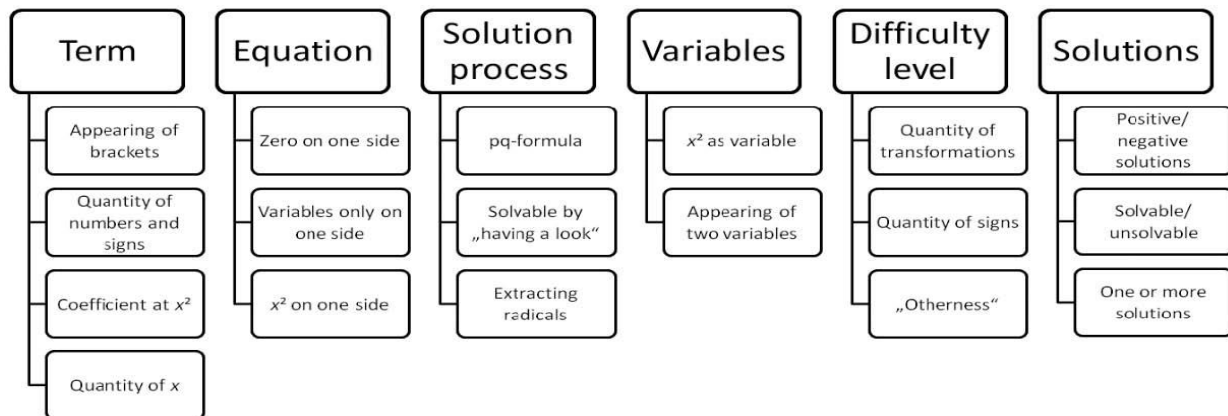 Term
Appearing of
brackets
Quantity of
numbers and
signs
Coefficient at x²
Quantity of x
Equation
Zero on one side
Variables only on
one side
x² on one side
Solution
process
pq-formula
Solvable by
„having a look“
Extracting
radicals
Variables
x² as variable
Appearing of
two variables
Difficulty
level
Quantity of
transformations
Quantity of signs
„Otherness“
Solutions
Positive/
negative
solutions
Solvable/
unsolvable
One or more
solutions